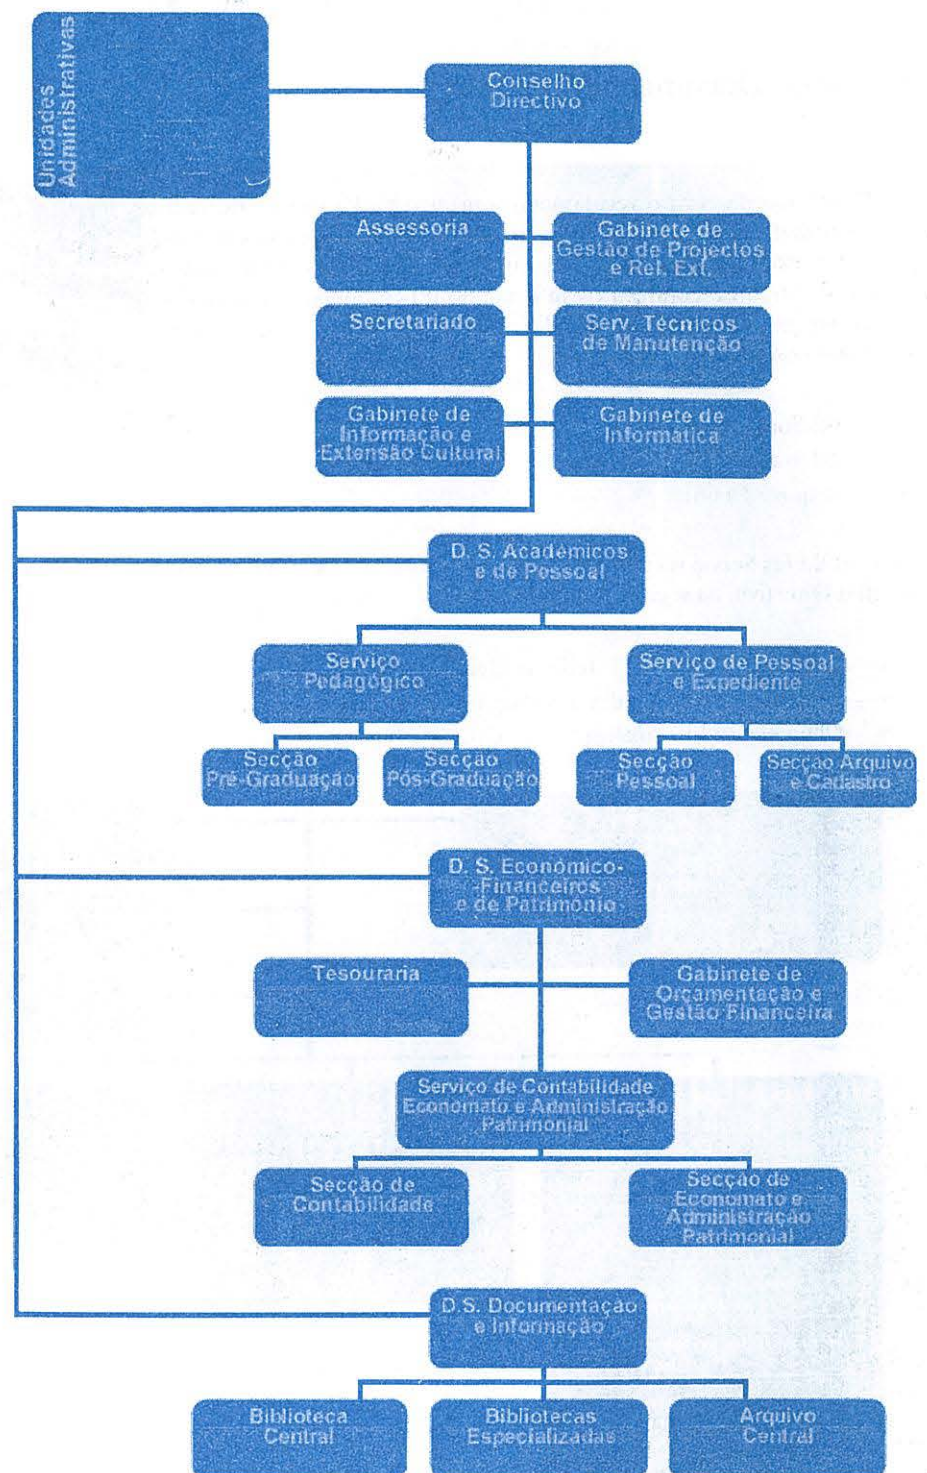 Unidades
Administrativas
Conselho
Directivo
Assessoria
Gabinete de
Gestão de Projectos
e Rel. Ext.
Secretariado
Serv. Técnicos
de Manutenção
Gabinete de
Informação e
Extensão Cultural
Gabinete de
Informática
D. S. Académicos
e de Pessoal
Serviço
Pedagógico
Serviço de Pessoal
e Expediente
Secção
Pré-Graduação
Secção
Pós-Graduação
Secção
Pessoal
Secção Arquivo
e Cadastro
D. S. Económico-
-Financeiros
e de Património
Tesouraria
Gabinete de
Orçamentação e
Gestão Financeira
Serviço de Contabilidade
Economato e Administração
Patrimonial
Secção de
Contabilidade
Secção de
Economato e
Administração
Patrimonial
D.S. Documentação
e Informação
Biblioteca
Central
Bibliotecas
Especializadas
Arquivo
Central